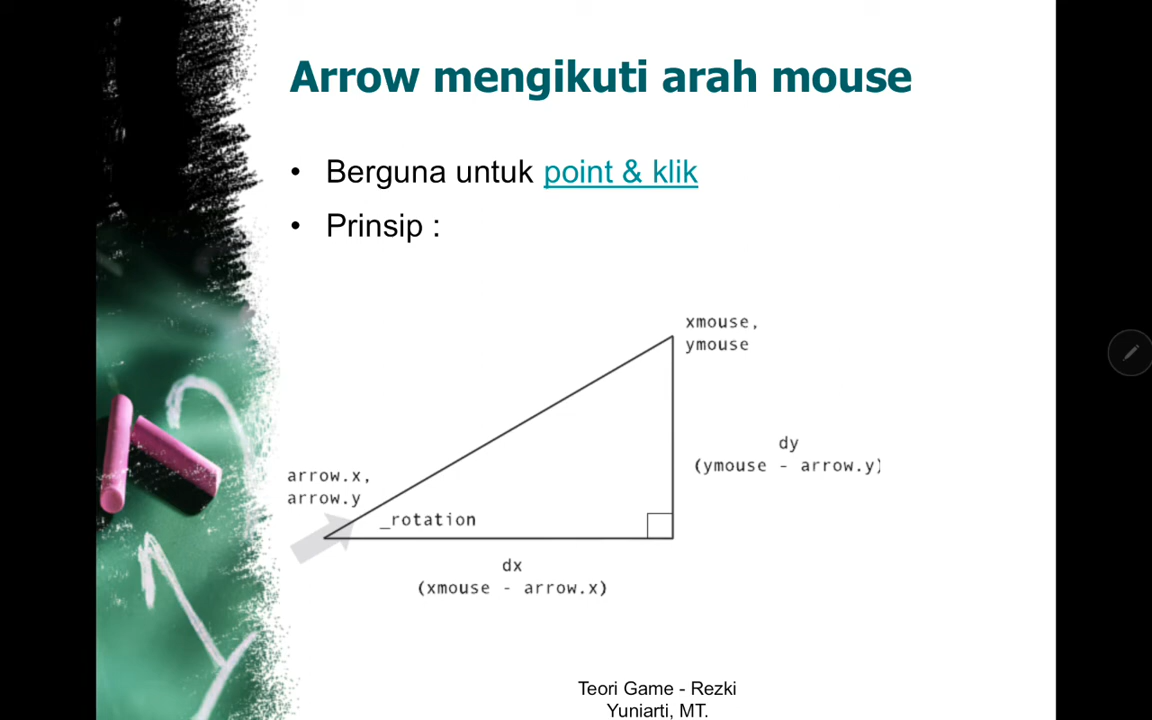 Arrow mengikuti arah mouse
• Berguna untuk point & klik
• Prinsip :
xmouse,
ymouse
dy
(ymouse - arrow.y)
arrow.x,
arrow.y
_rotation
dx
(xmouse - arrow.x)
Teori Game - Rezki
Yuniarti, MT.